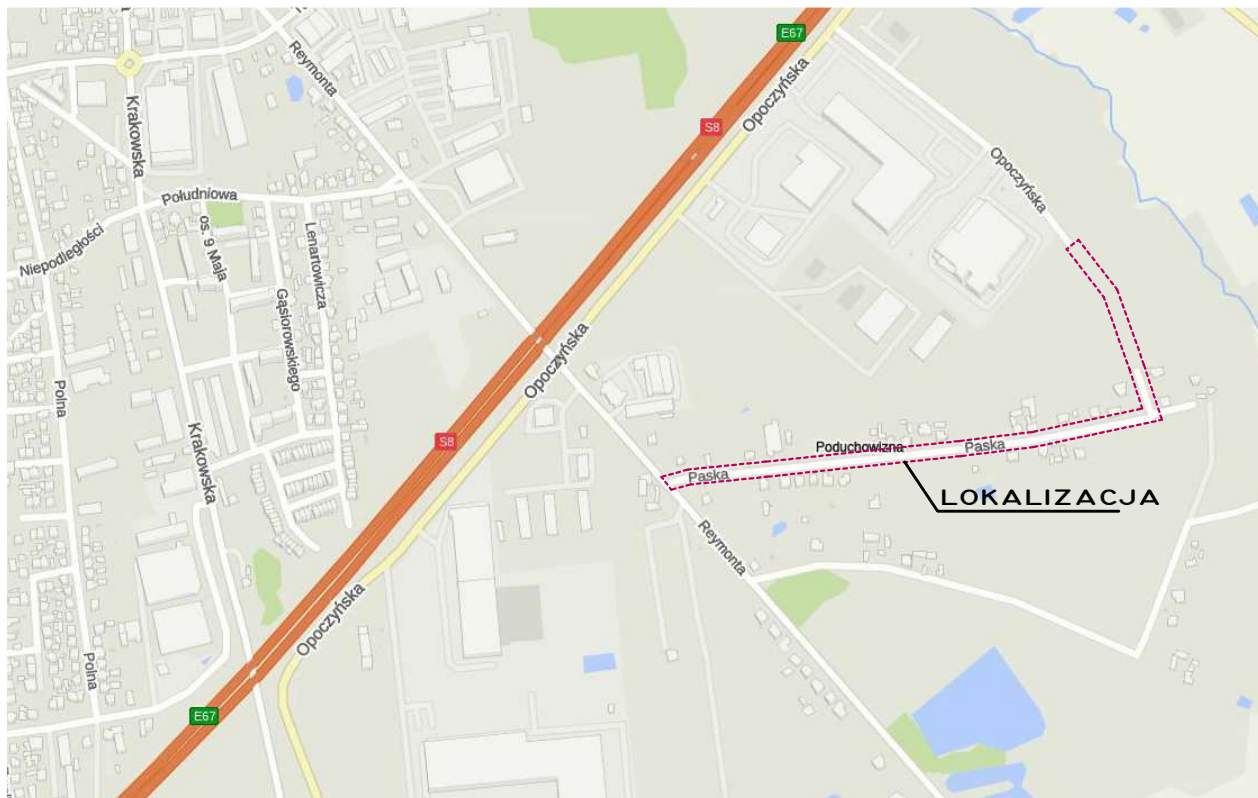 E67
Reymonta
Opoczyńska
Krakowska
S8
Opoczyńska
Południowa
os. 9 Maja
Lenartowicza
Niepodległości
Gąsiorowskiego
Opoczyńska
Polna
Krakowska
S8
Poduchowizna
Paska
Paska
LOKALIZACJA
Reymonta
Opoczyńska
Polna
E67